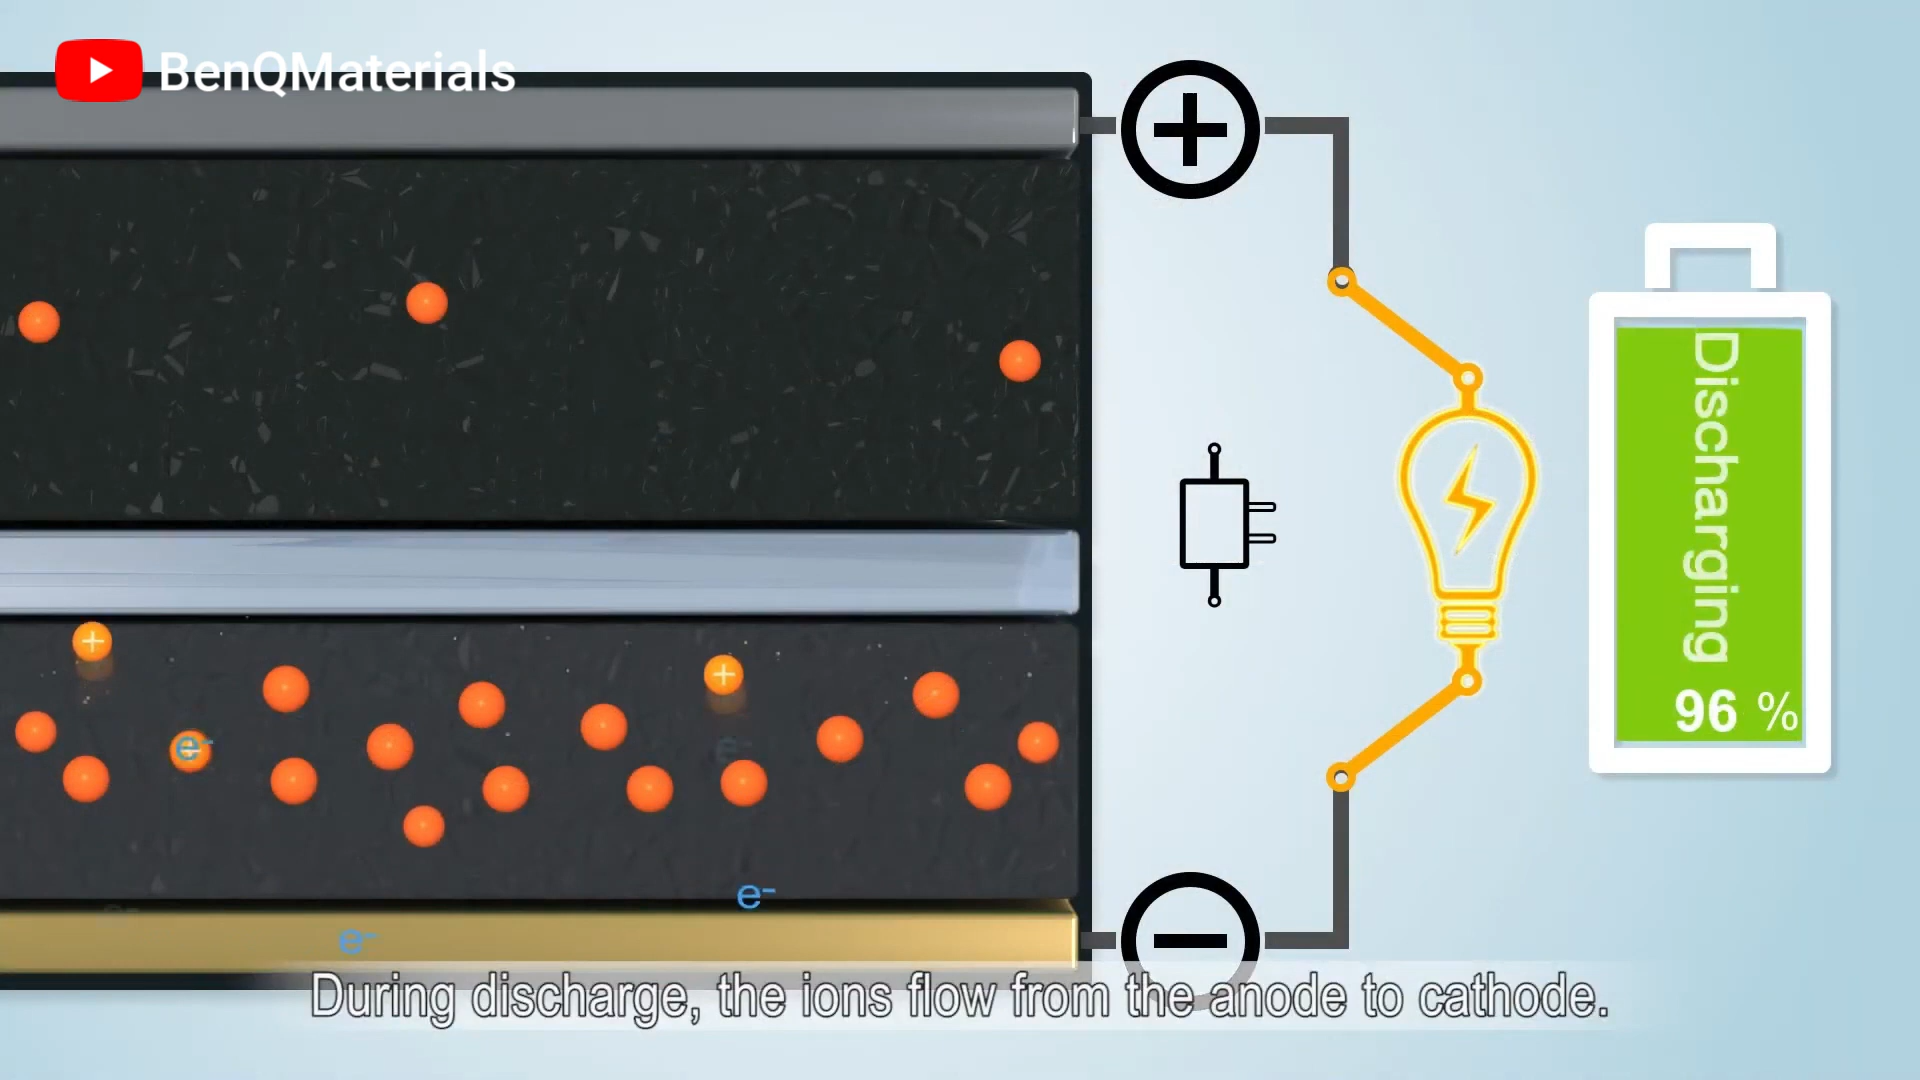 BenQMaterials
Discharging
96 %
e-
e-
e-
e-
During discharge, the ions flow from the anode to cathode.